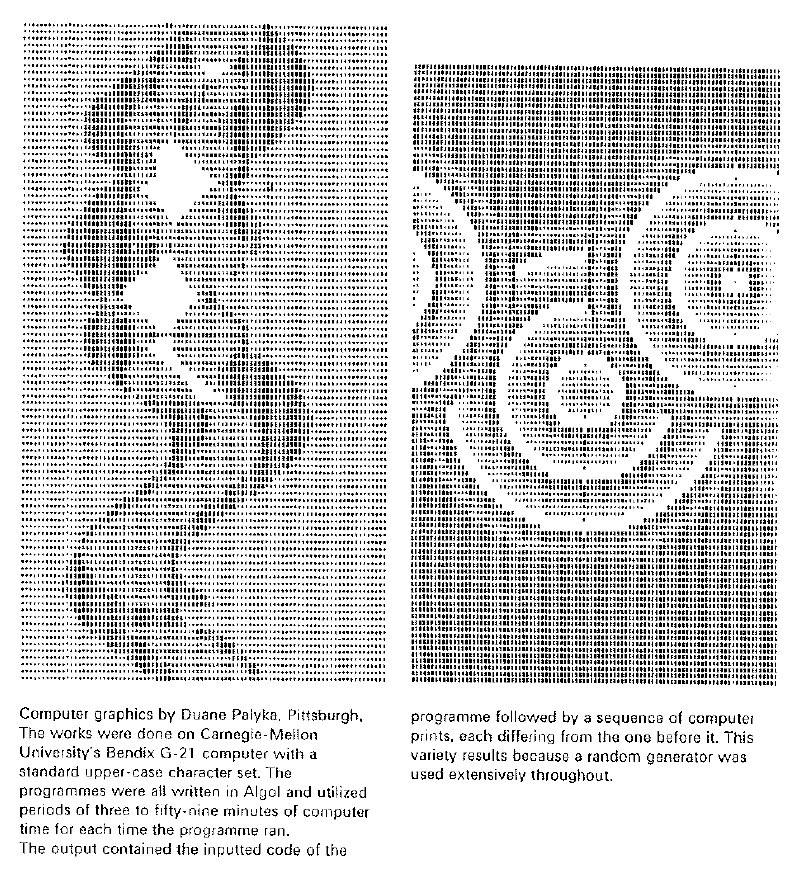 Computer graphics by Duane Palyka, Pittsburgh.
The works were done on Carnegie-Mellon
University's Bendix G-21 computer with a
standard upper-case character set. The
programmes were all written in Algol and utilized
periods of three to fifty-nine minutes of computer
time for each time the programme ran.
The output contained the inputted code of the
programme followed by a sequence of computer
prints, each differing from the one before it. This
variety results because a random generator was
used extensively throughout.